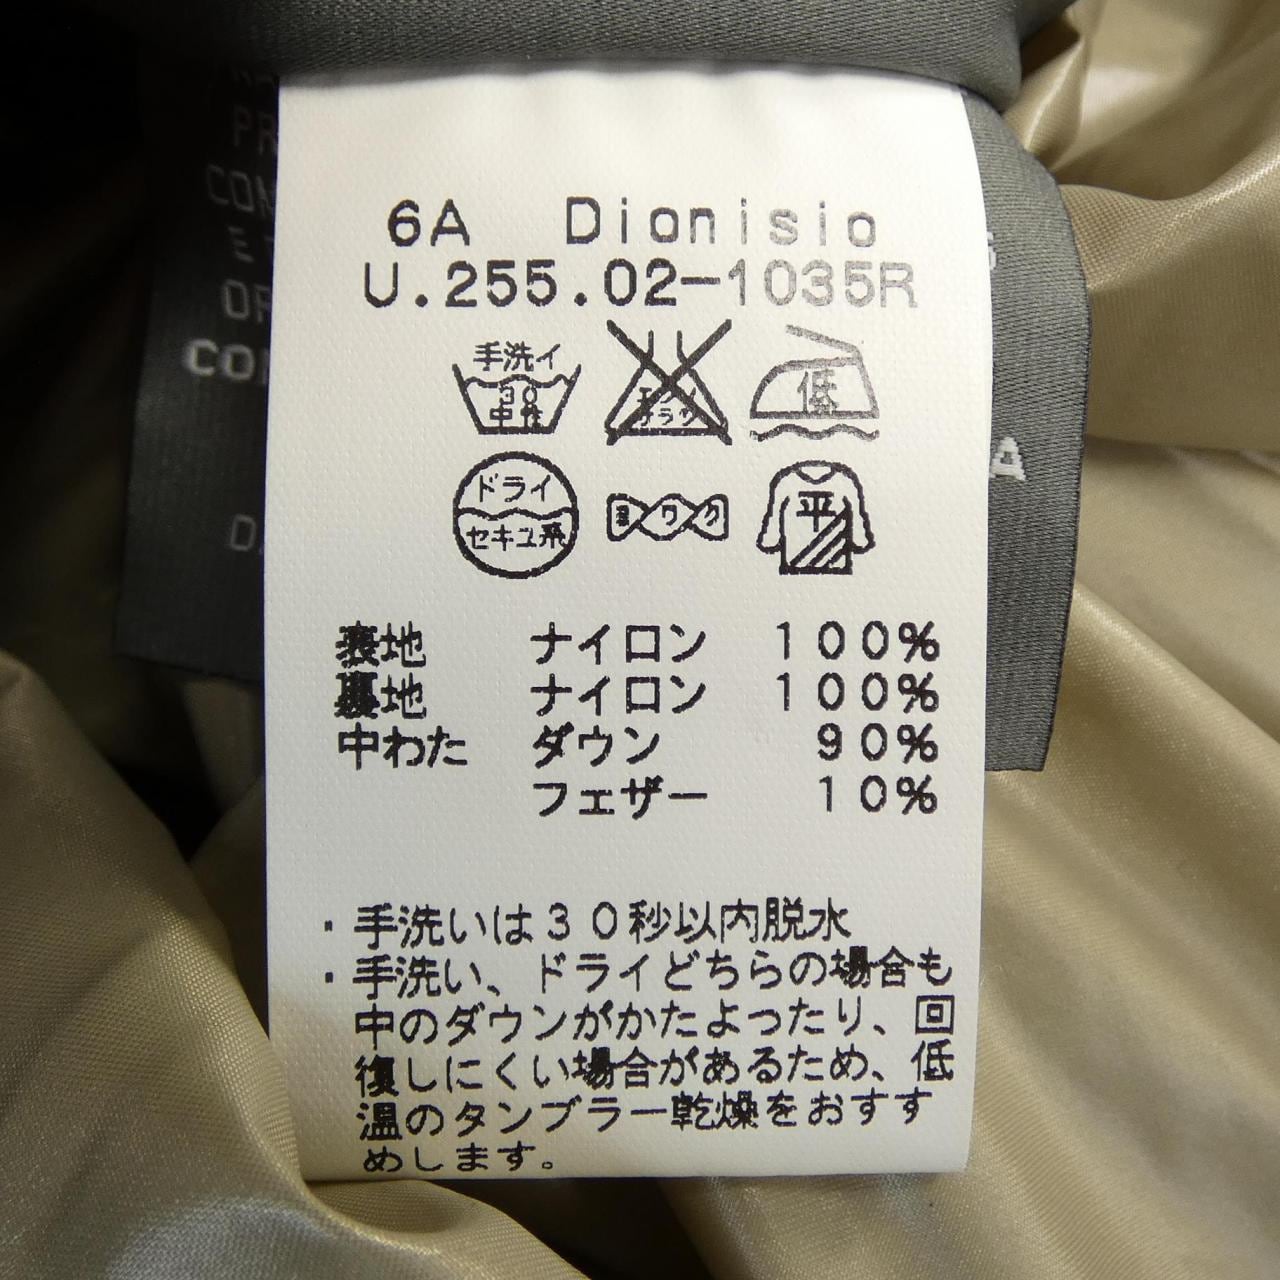 6A Dionisio
U.255.02-1035R
手洗イ
30
中性
低
ドライ
セキユ系
ヨワク
平
表地 ナイロン 100%
裏地 ナイロン 100%
中わた ダウン 90%
フェザー 10%
・手洗いは30秒以内脱水
・手洗い、ドライどちらの場合も
中のダウンがかたよったり、回
復しにくい場合があるため、低
温のタンブラー乾燥をおすす
めします。
PR
CON
OR
CON
A